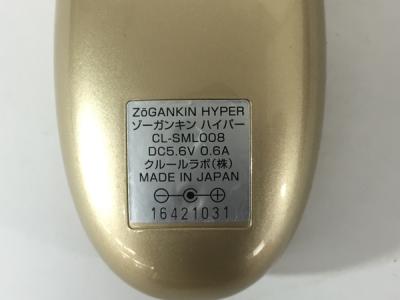 ZōGANKIN HYPER
ゾーガンキン ハイパー
CL-SML008
DC5.6V 0.6A
クルールラボ(株)
MADE IN JAPAN
16421031